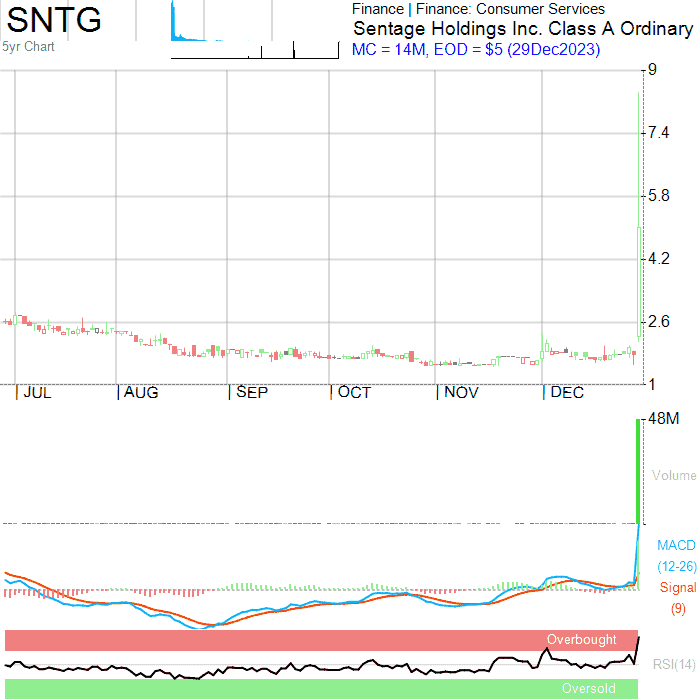 SNTG
5yr Chart
Finance | Finance: Consumer Services
Sentage Holdings Inc. Class A Ordinary
MC = 14M, EOD = $5 (29Dec2023)
9
7.4
5.8
4.2
2.6
1
JUL AUG SEP OCT NOV DEC
48M
Volume
MACD
(12-26)
Signal
(9)
Overbought
RSI(14)
Oversold